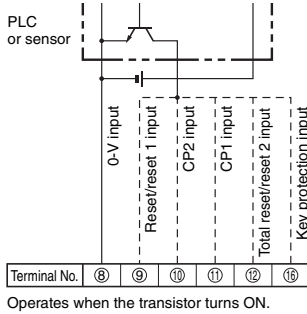 PLC
or sensor
0-V input
Reset/reset 1 input
CP2 input
CP1 input
Total reset/reset 2 input
Key protection input
Terminal No. ⑧ ⑨ ⑩ ⑪ ⑫ ⑯
Operates when the transistor turns ON.